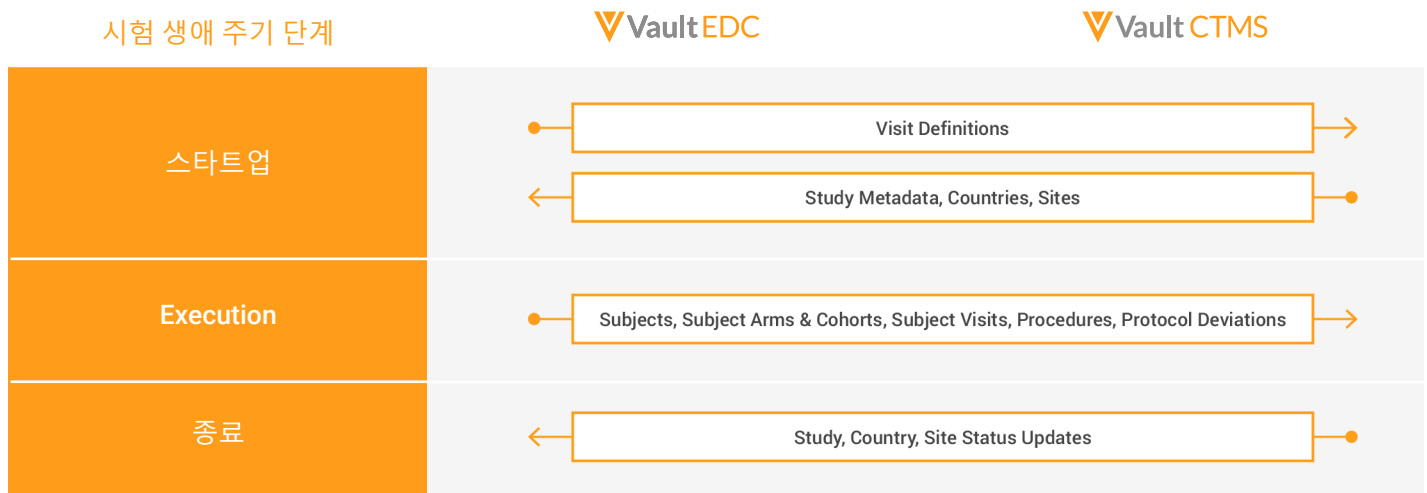 시험 생애 주기 단계
Vault EDC
Vault CTMS
스타트업
Visit Definitions
Study Metadata, Countries, Sites
Execution
Subjects, Subject Arms & Cohorts, Subject Visits, Procedures, Protocol Deviations
종료
Study, Country, Site Status Updates